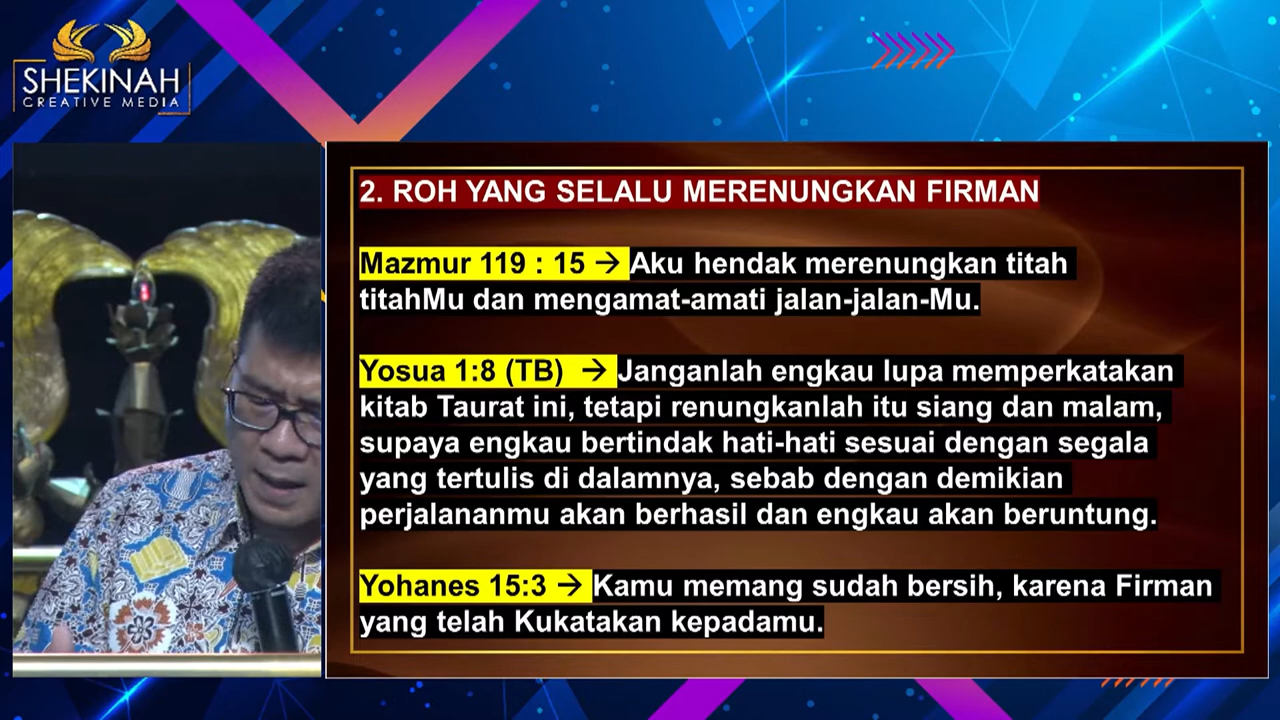 SHEKINAH
CREATIVE MEDIA
2. ROH YANG SELALU MERENUNGKAN FIRMAN
Mazmur 119 : 15 → Aku hendak merenungkan titah
titahMu dan mengamat-amati jalan-jalan-Mu.
Yosua 1:8 (TB) → Janganlah engkau lupa memperkatakan
kitab Taurat ini, tetapi renungkanlah itu siang dan malam,
supaya engkau bertindak hati-hati sesuai dengan segala
yang tertulis di dalamnya, sebab dengan demikian
perjalananmu akan berhasil dan engkau akan beruntung.
Yohanes 15:3 → Kamu memang sudah bersih, karena Firman
yang telah Kukatakan kepadamu.